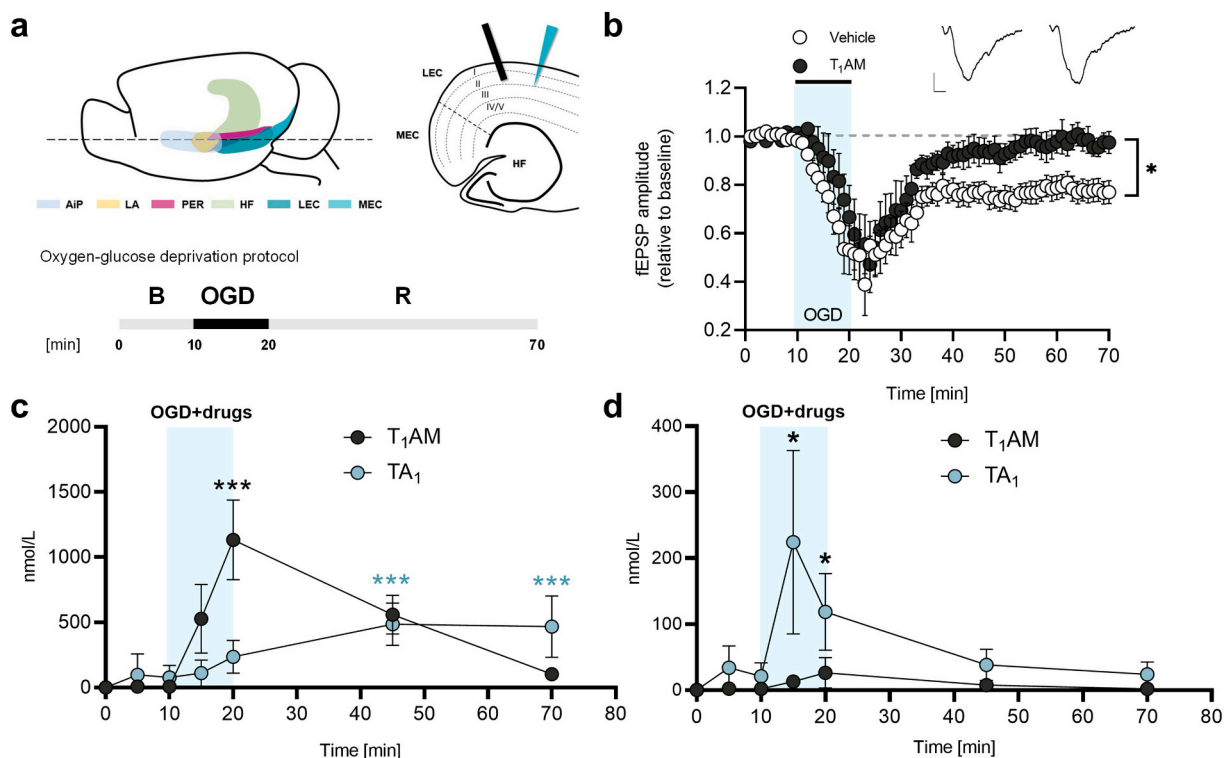 a
LEC
I
II
III
IV/V
MEC
HF
AiP LA PER HF LEC MEC
Oxygen-glucose deprivation protocol
B OGD R
[min] 0 10 20 70
b
Vehicle
T₁AM
fEPSP amplitude
(relative to baseline)
1.2
1.0
0.8
0.6
0.4
0.2
*
OGD
0 10 20 30 40 50 60 70
Time [min]
c
OGD+drugs
T₁AM
TA₁
nmol/L
2000
1500
1000
500
0
***
***
***
0 10 20 30 40 50 60 70 80
Time [min]
d
OGD+drugs
T₁AM
TA₁
nmol/L
400
300
200
100
0
*
*
0 10 20 30 40 50 60 70 80
Time [min]